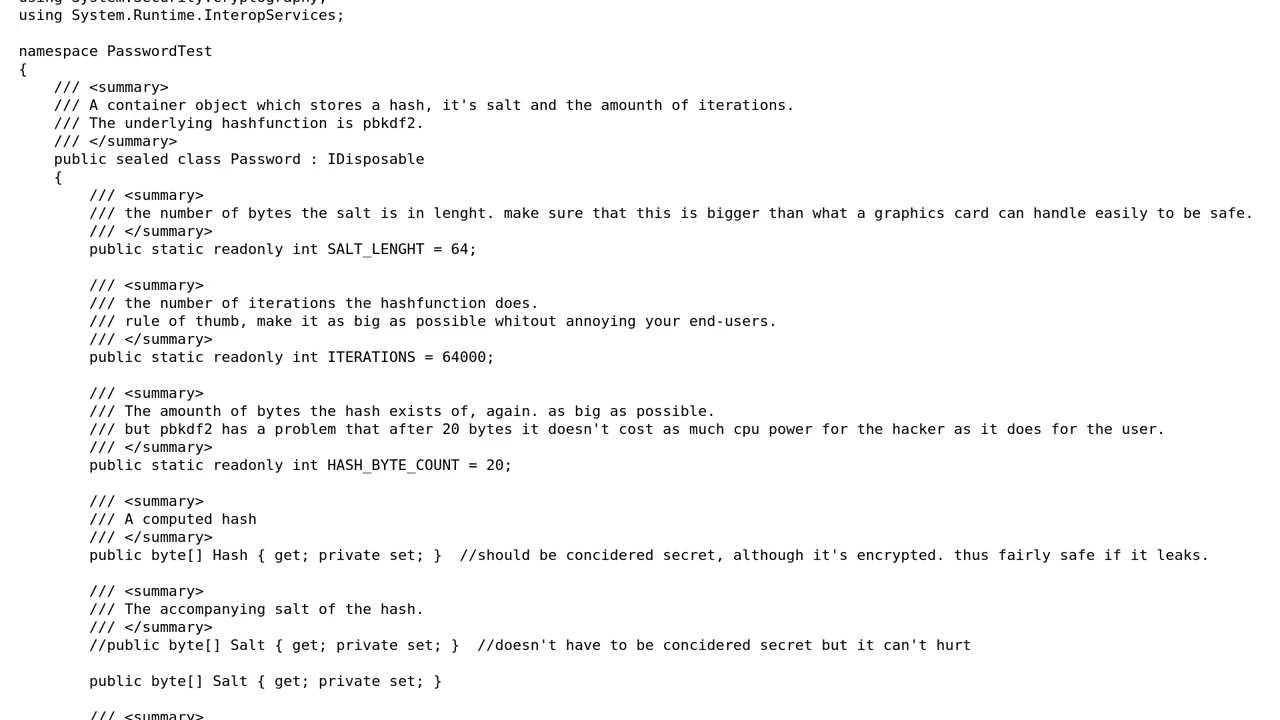 using System.Security.Cryptography;
using System.Runtime.InteropServices;
namespace PasswordTest
{
/// <summary>
/// A container object which stores a hash, it's salt and the amounth of iterations.
/// The underlying hashfunction is pbkdf2.
/// </summary>
public sealed class Password : IDisposable
{
/// <summary>
/// the number of bytes the salt is in lenght. make sure that this is bigger than what a graphics card can handle easily to be safe.
/// </summary>
public static readonly int SALT_LENGHT = 64;
/// <summary>
/// the number of iterations the hashfunction does.
/// rule of thumb, make it as big as possible whitout annoying your end-users.
/// </summary>
public static readonly int ITERATIONS = 64000;
/// <summary>
/// The amounth of bytes the hash exists of, again. as big as possible.
/// but pbkdf2 has a problem that after 20 bytes it doesn't cost as much cpu power for the hacker as it does for the user.
/// </summary>
public static readonly int HASH_BYTE_COUNT = 20;
/// <summary>
/// A computed hash
/// </summary>
public byte[] Hash { get; private set; }  //should be concidered secret, although it's encrypted. thus fairly safe if it leaks.
/// <summary>
/// The accompanying salt of the hash.
/// </summary>
//public byte[] Salt { get; private set; }  //doesn't have to be concidered secret but it can't hurt
public byte[] Salt { get; private set; }
/// <summary>